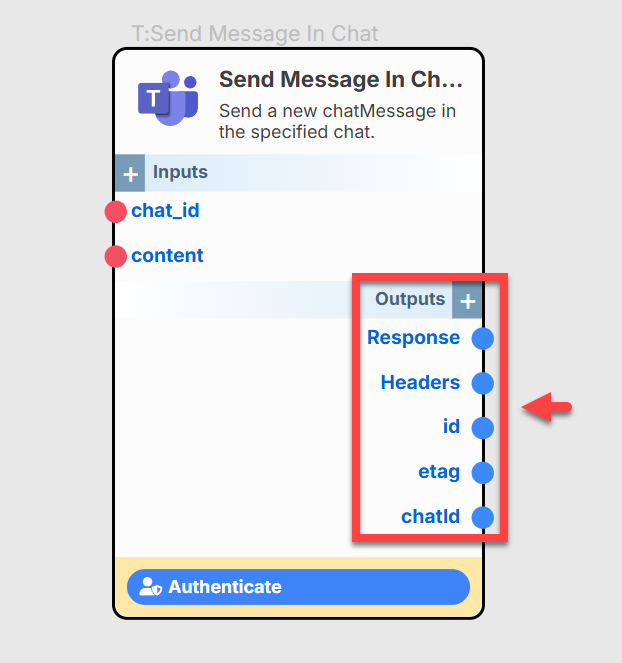 T:Send Message In Chat
Send Message In Ch...
T
Send a new chatMessage in
the specified chat.
+ Inputs
chat_id
content
Outputs +
Response
Headers
id
etag
chatId
Authenticate